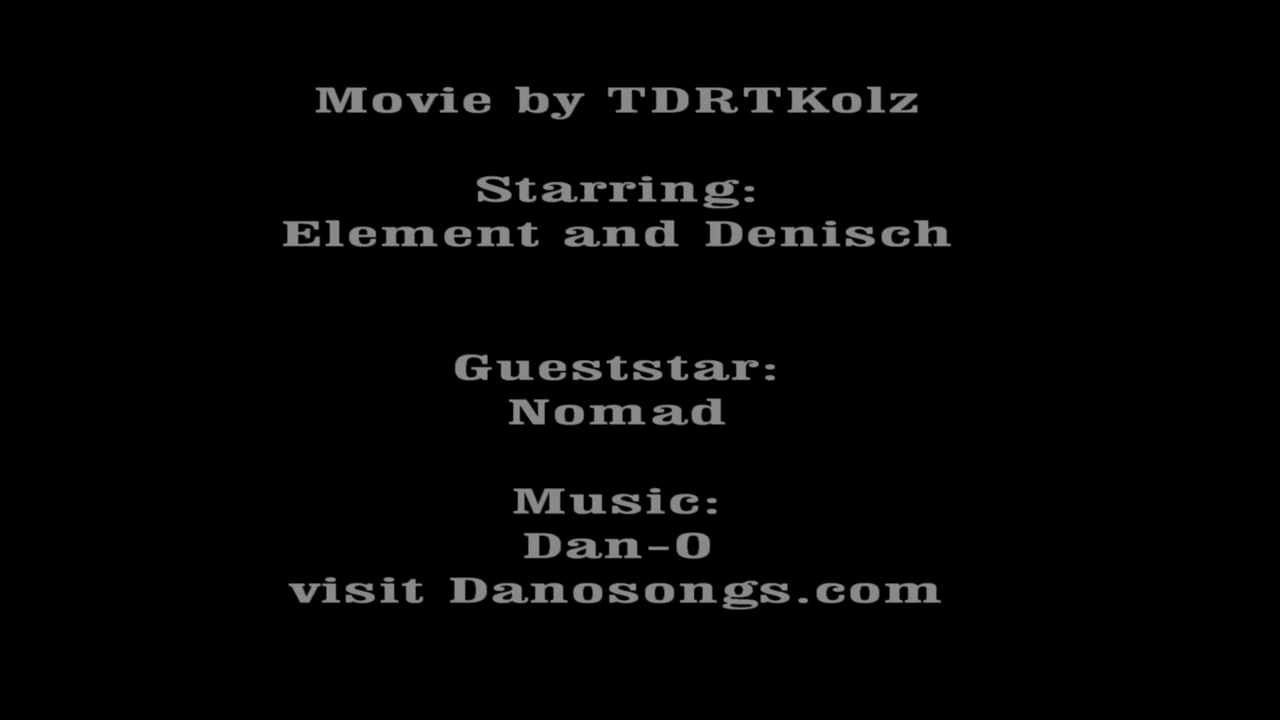 Movie by TDRTKolz
Starring:
Element and Denisch
Gueststar:
Nomad
Music:
Dan-O
visit Danosongs.com